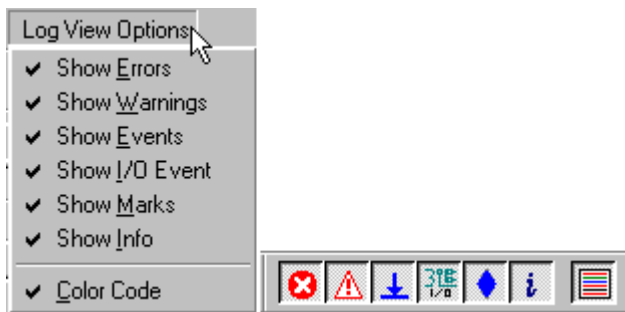 Log View Options
Show Errors
Show Warnings
Show Events
Show I/O Event
Show Marks
Show Info
Color Code
I/O
i